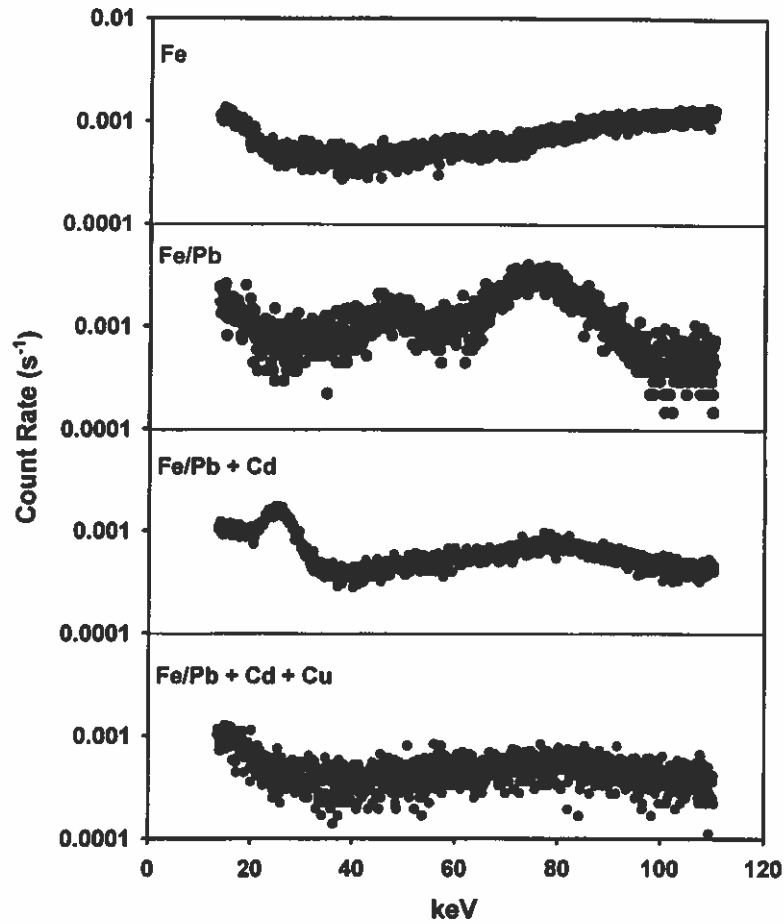 0.01
Fe
0.001
0.0001
Fe/Pb
0.001
0.0001
Fe/Pb + Cd
0.001
0.0001
Fe/Pb + Cd + Cu
0.001
0.0001
Count Rate (s⁻¹)
0 20 40 60 80 100 120
keV